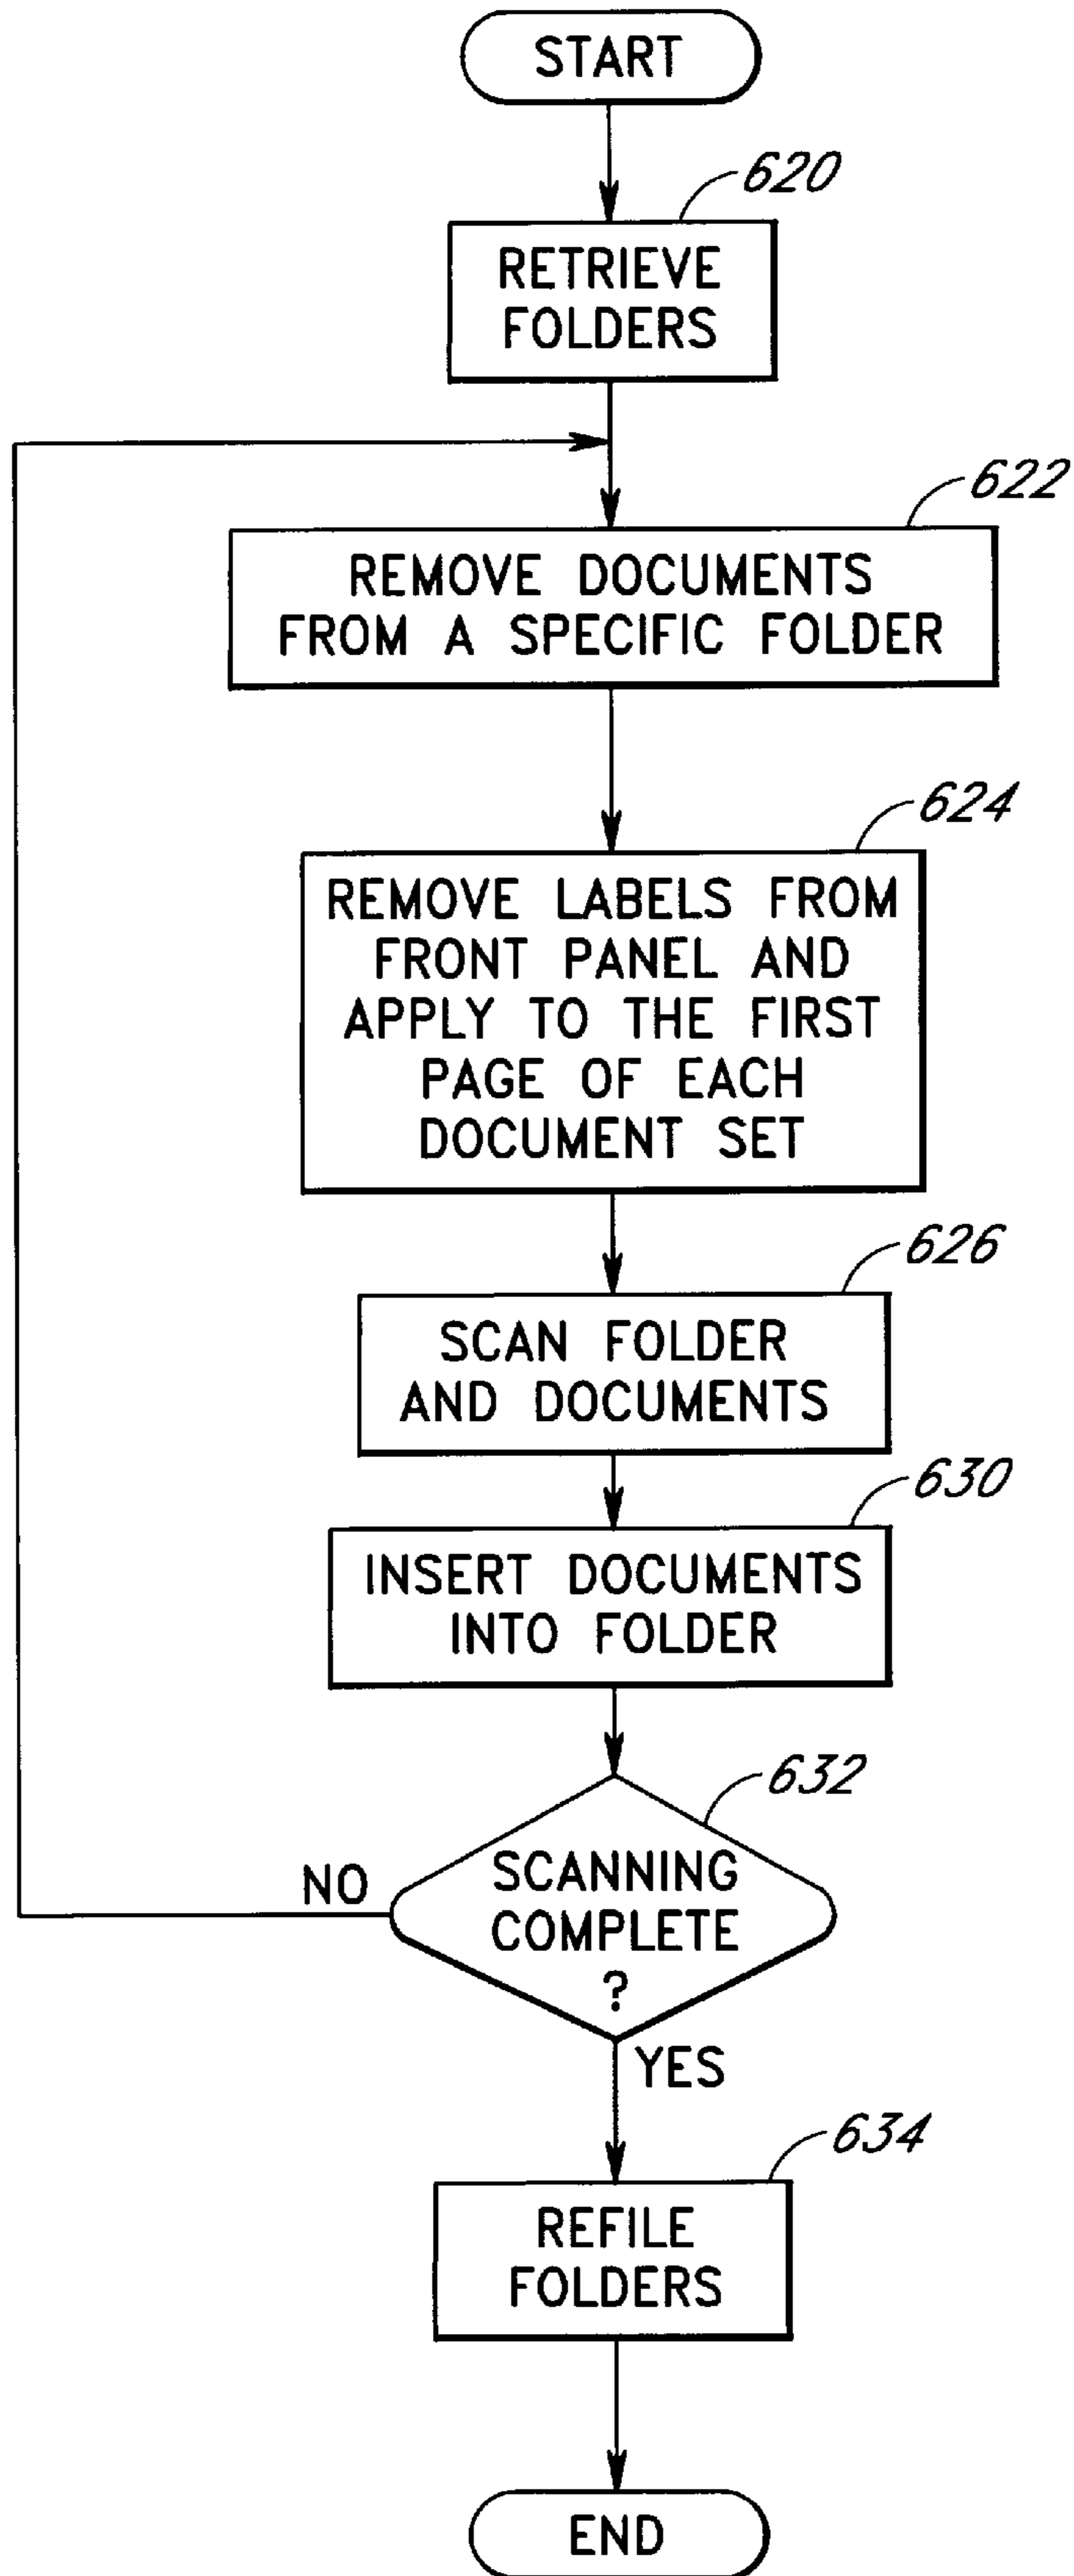 START
620
RETRIEVE
FOLDERS
622
REMOVE DOCUMENTS
FROM A SPECIFIC FOLDER
624
REMOVE LABELS FROM
FRONT PANEL AND
APPLY TO THE FIRST
PAGE OF EACH
DOCUMENT SET
626
SCAN FOLDER
AND DOCUMENTS
630
INSERT DOCUMENTS
INTO FOLDER
632
SCANNING
COMPLETE
?
NO
YES
634
REFILE
FOLDERS
END